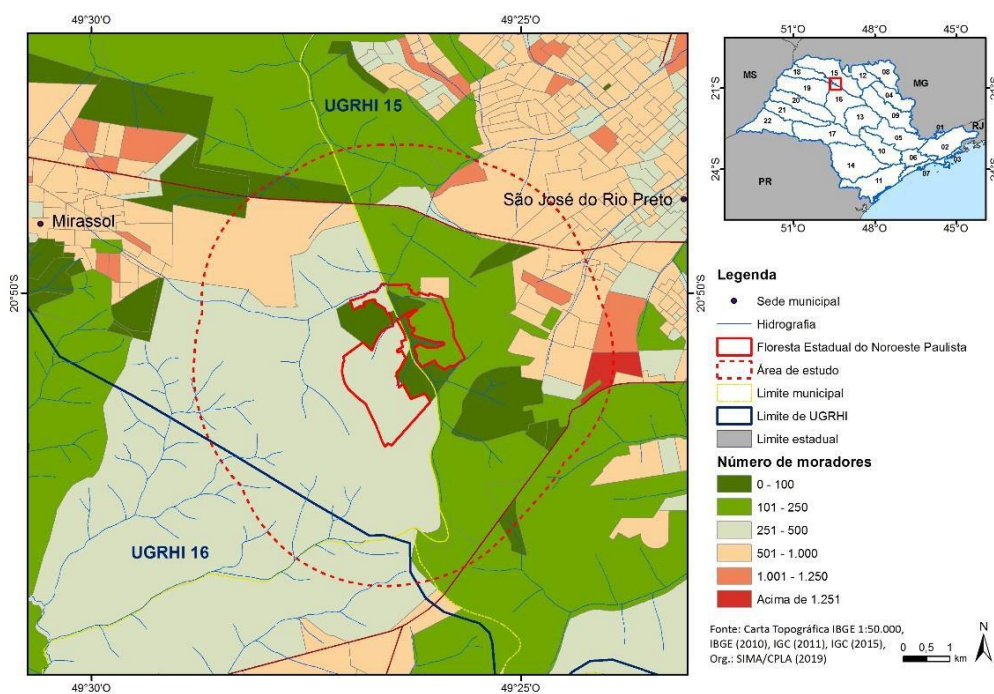 49°30'O
49°25'O
UGRHI 15
São José do Rio Preto
Mirassol
20°50'S
20°50'S
UGRHI 16
49°30'O
49°25'O
51°O
48°O
45°O
MS
MG
RJ
PR
21°S
24°S
21°S
24°S
18
15
12
08
19
16
04
20
21
13
09
22
17
05
01
10
06
02
03
14
07
11
51°O
48°O
45°O
Legenda
Sede municipal
Hidrografia
Floresta Estadual do Noroeste Paulista
Área de estudo
Limite municipal
Limite de UGRHI
Limite estadual
Número de moradores
0 - 100
101 - 250
251 - 500
501 - 1.000
1.001 - 1.250
Acima de 1.251
Fonte: Carta Topográfica IBGE 1:50.000,
IBGE (2010), IGC (2011), IGC (2015),
Org.: SIMA/CPLA (2019)
0 0,5 1
km
N